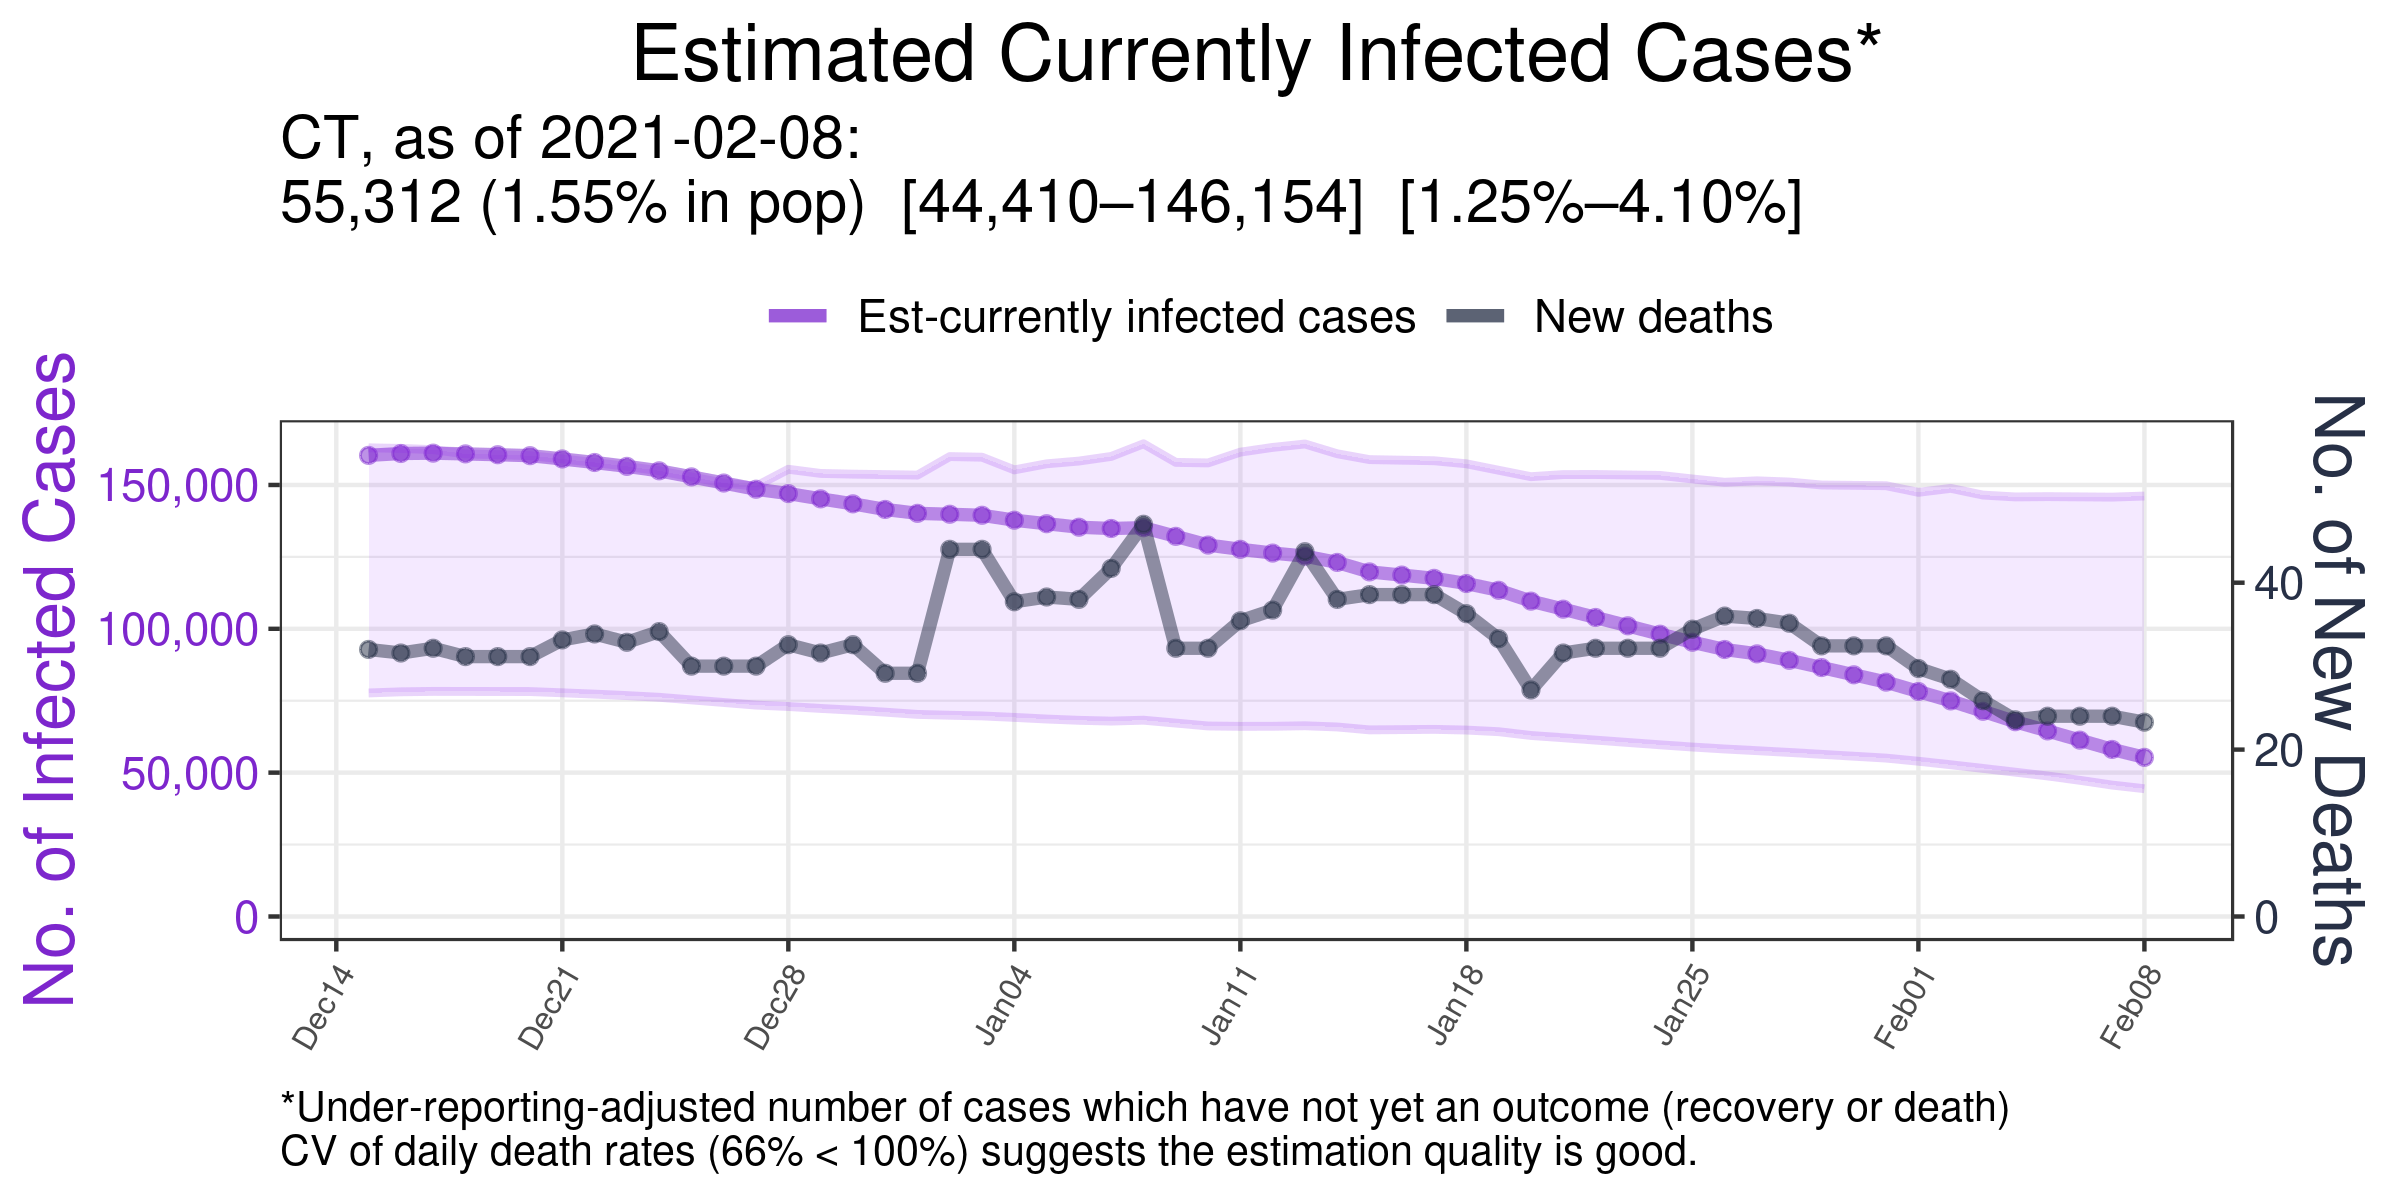 Estimated Currently Infected Cases*
CT, as of 2021-02-08:
55,312 (1.55% in pop)  [44,410–146,154]  [1.25%–4.10%]
Est-currently infected cases
New deaths
No. of Infected Cases
150,000
100,000
50,000
0
No. of New Deaths
40
20
0
Dec14
Dec21
Dec28
Jan04
Jan11
Jan18
Jan25
Feb01
Feb08
*Under-reporting-adjusted number of cases which have not yet an outcome (recovery or death)
CV of daily death rates (66% < 100%) suggests the estimation quality is good.